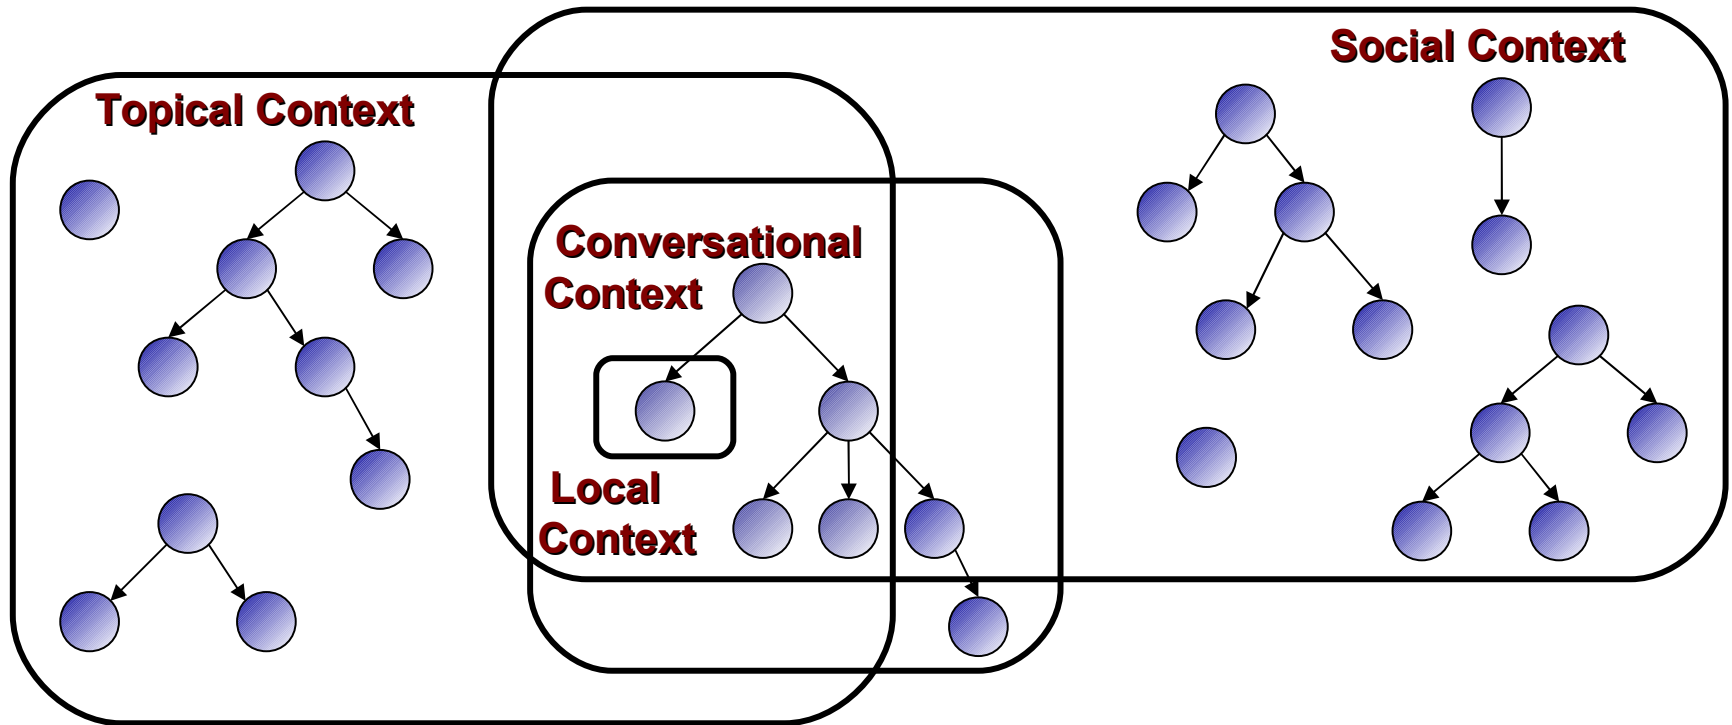 Social Context
Topical Context
Conversational
Context
Local
Context